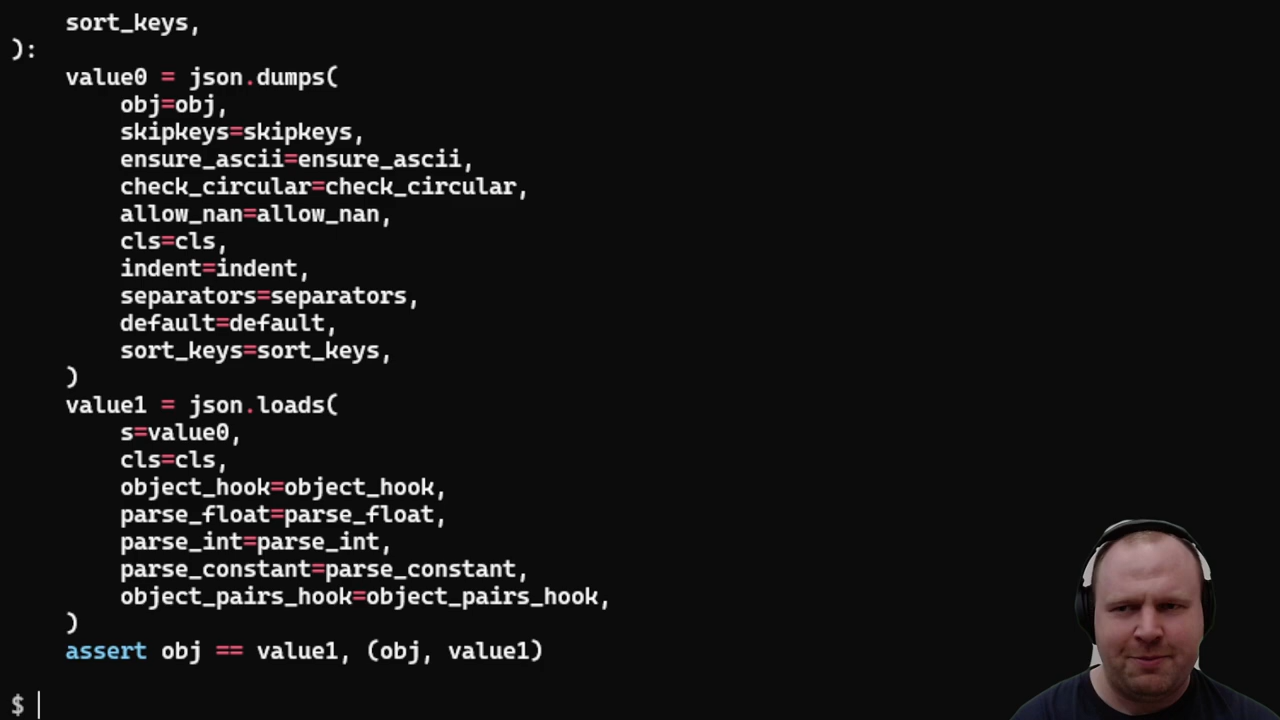 sort_keys,
):
value0 = json.dumps(
obj=obj,
skipkeys=skipkeys,
ensure_ascii=ensure_ascii,
check_circular=check_circular,
allow_nan=allow_nan,
cls=cls,
indent=indent,
separators=separators,
default=default,
sort_keys=sort_keys,
)
value1 = json.loads(
s=value0,
cls=cls,
object_hook=object_hook,
parse_float=parse_float,
parse_int=parse_int,
parse_constant=parse_constant,
object_pairs_hook=object_pairs_hook,
)
assert obj == value1, (obj, value1)
$